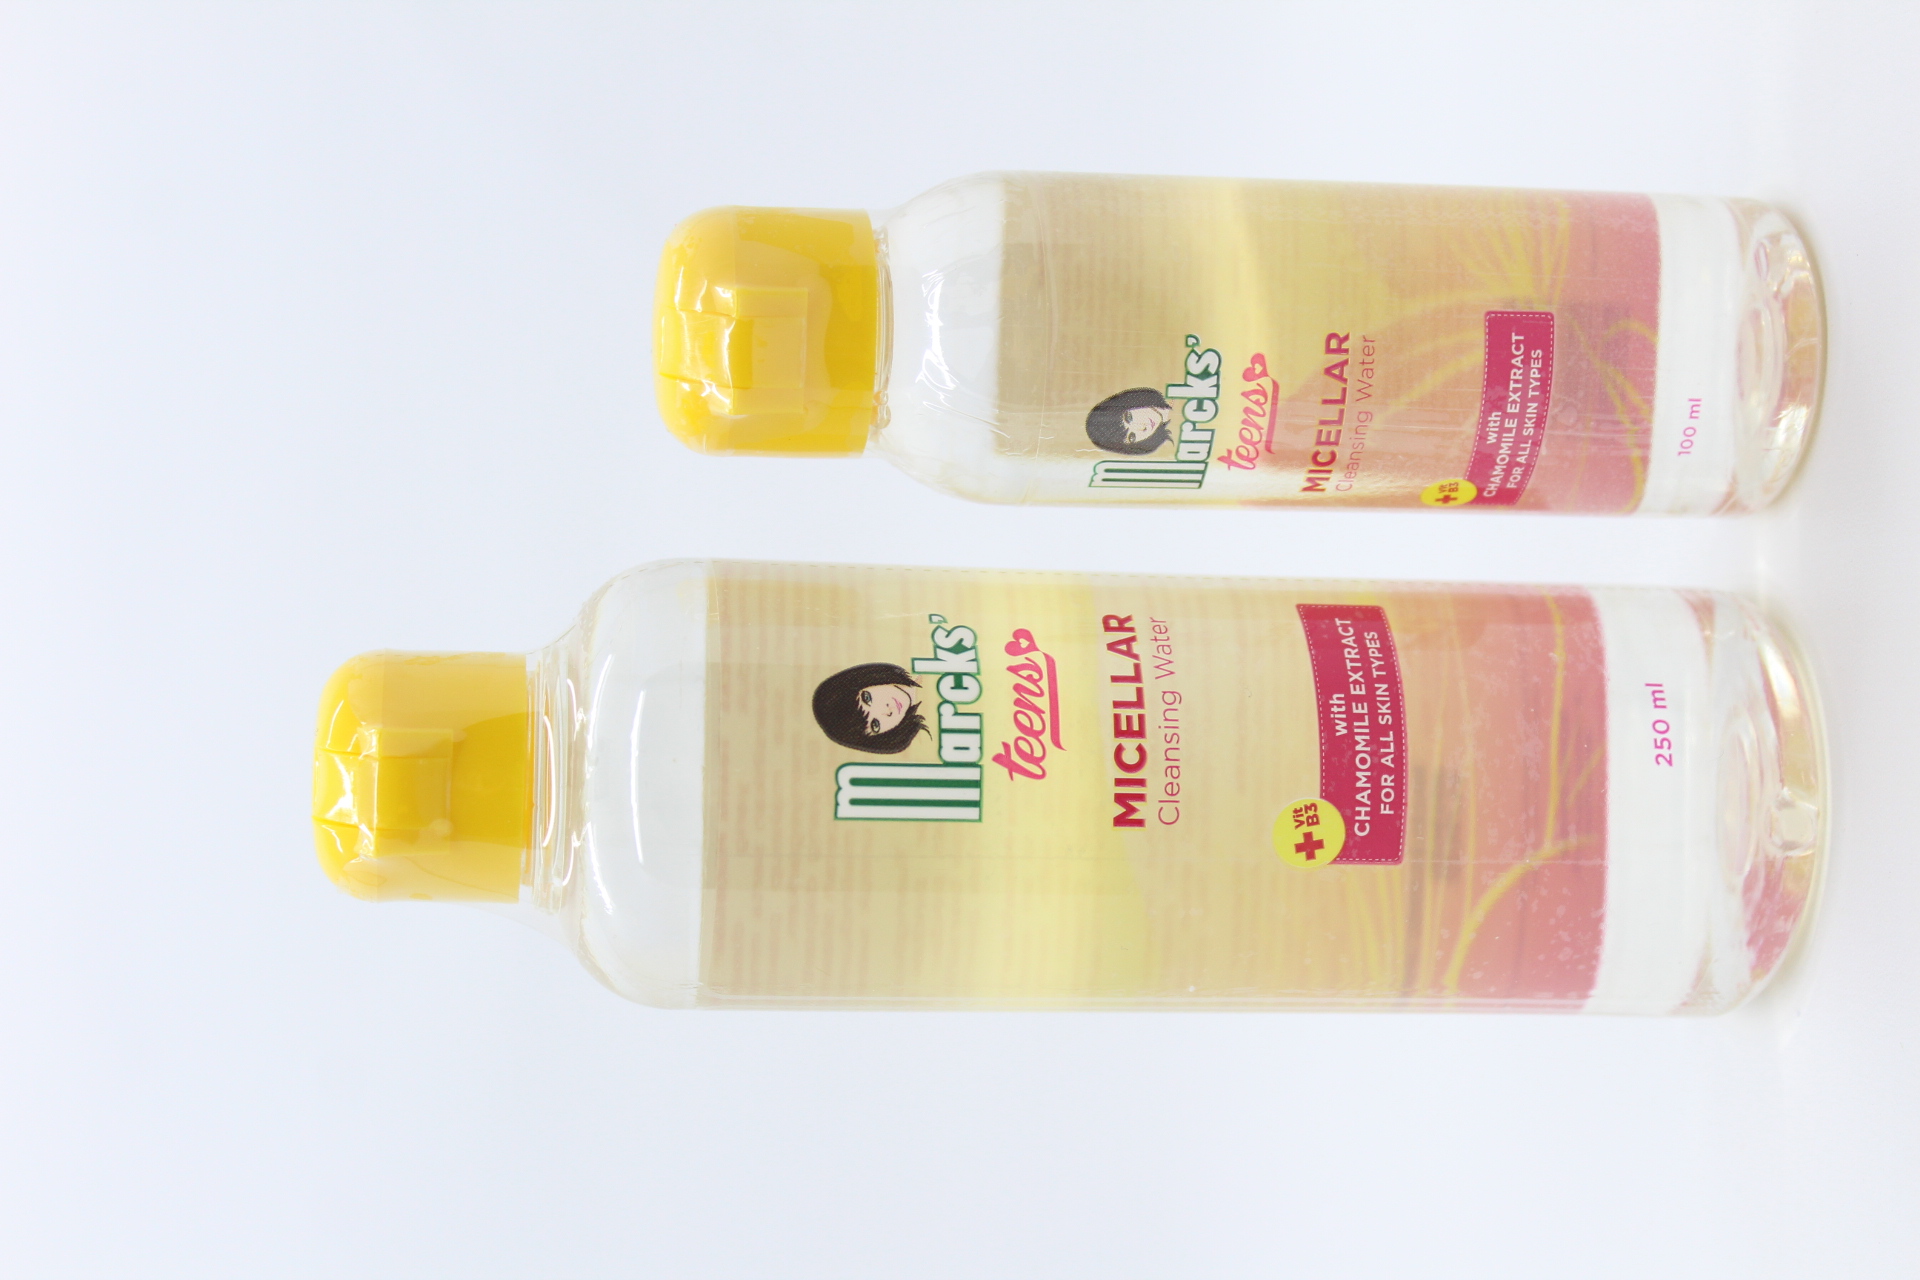 Marcks'
teens
MICELLAR
Cleansing Water
+ Vit
B3
with
CHAMOMILE EXTRACT
FOR ALL SKIN TYPES
250 ml
Marcks'
teens
MICELLAR
Cleansing Water
+ Vit
B3
with
CHAMOMILE EXTRACT
FOR ALL SKIN TYPES
100 ml